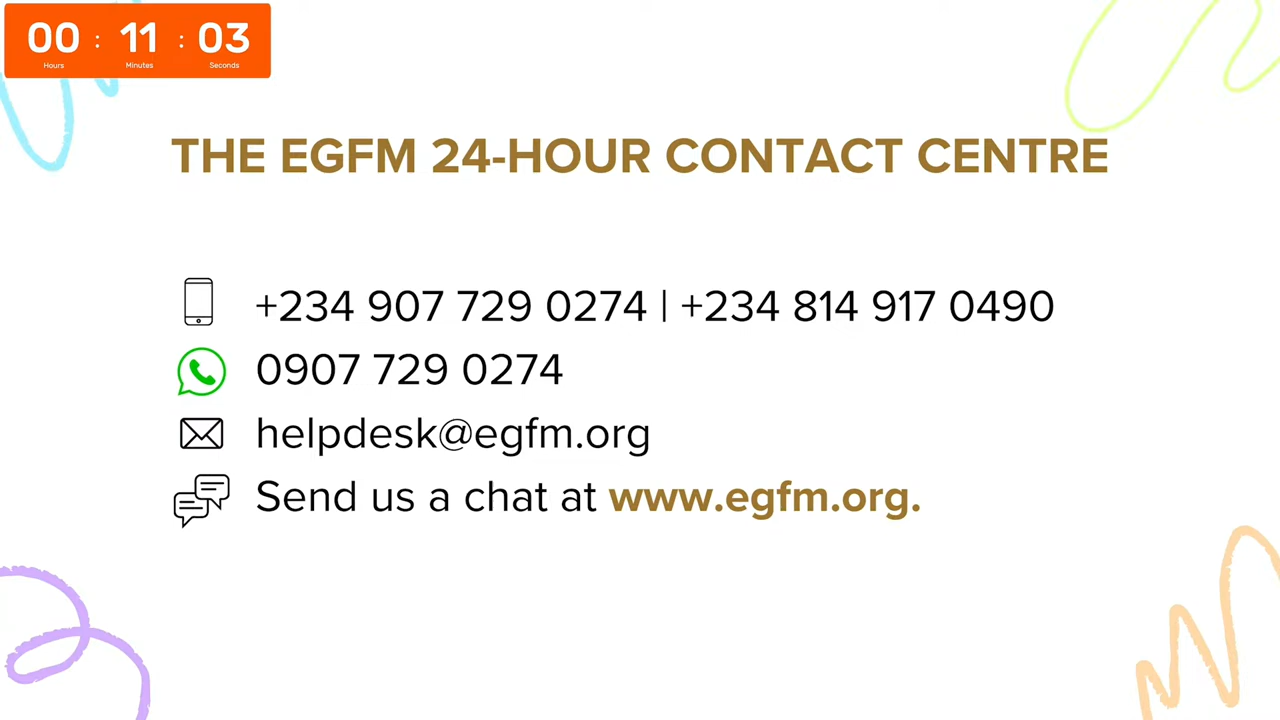 00 : 11 : 03
Hours Minutes Seconds
THE EGFM 24-HOUR CONTACT CENTRE
+234 907 729 0274 | +234 814 917 0490
0907 729 0274
helpdesk@egfm.org
Send us a chat at www.egfm.org.